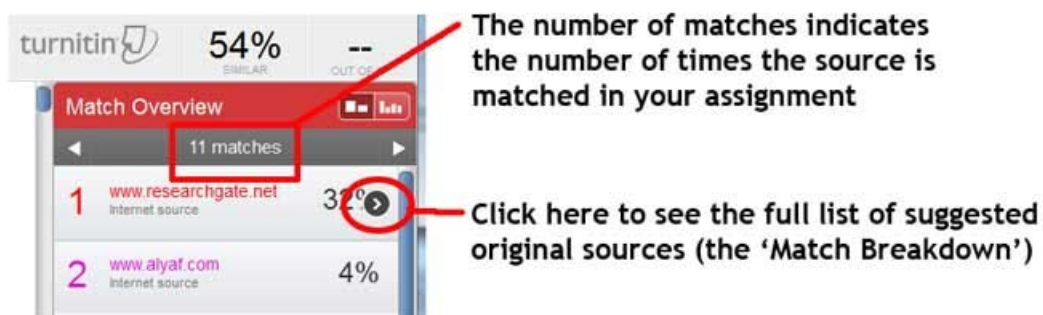 turnitin 54% --
SIMILAR OUT OF
Match Overview
11 matches
1 www.researchgate.net 32%
Internet source
2 www.alyaf.com 4%
Internet source
The number of matches indicates
the number of times the source is
matched in your assignment
Click here to see the full list of suggested
original sources (the ‘Match Breakdown’)